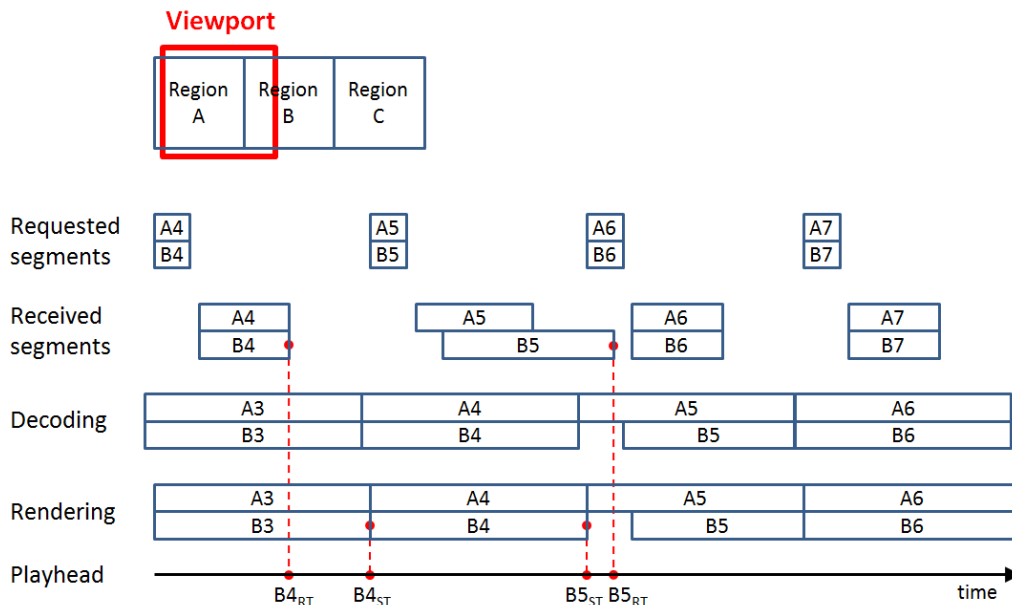 Viewport
Region A
Region B
Region C
Requested segments
A4 A5 A6 A7
B4 B5 B6 B7
Received segments
A4 A5 A6 A7
B4 B5 B6 B7
Decoding
A3 A4 A5 A6
B3 B4 B5 B6
Rendering
A3 A4 A5 A6
B3 B4 B5 B6
Playhead
B4RT B4ST B5ST B5RT time